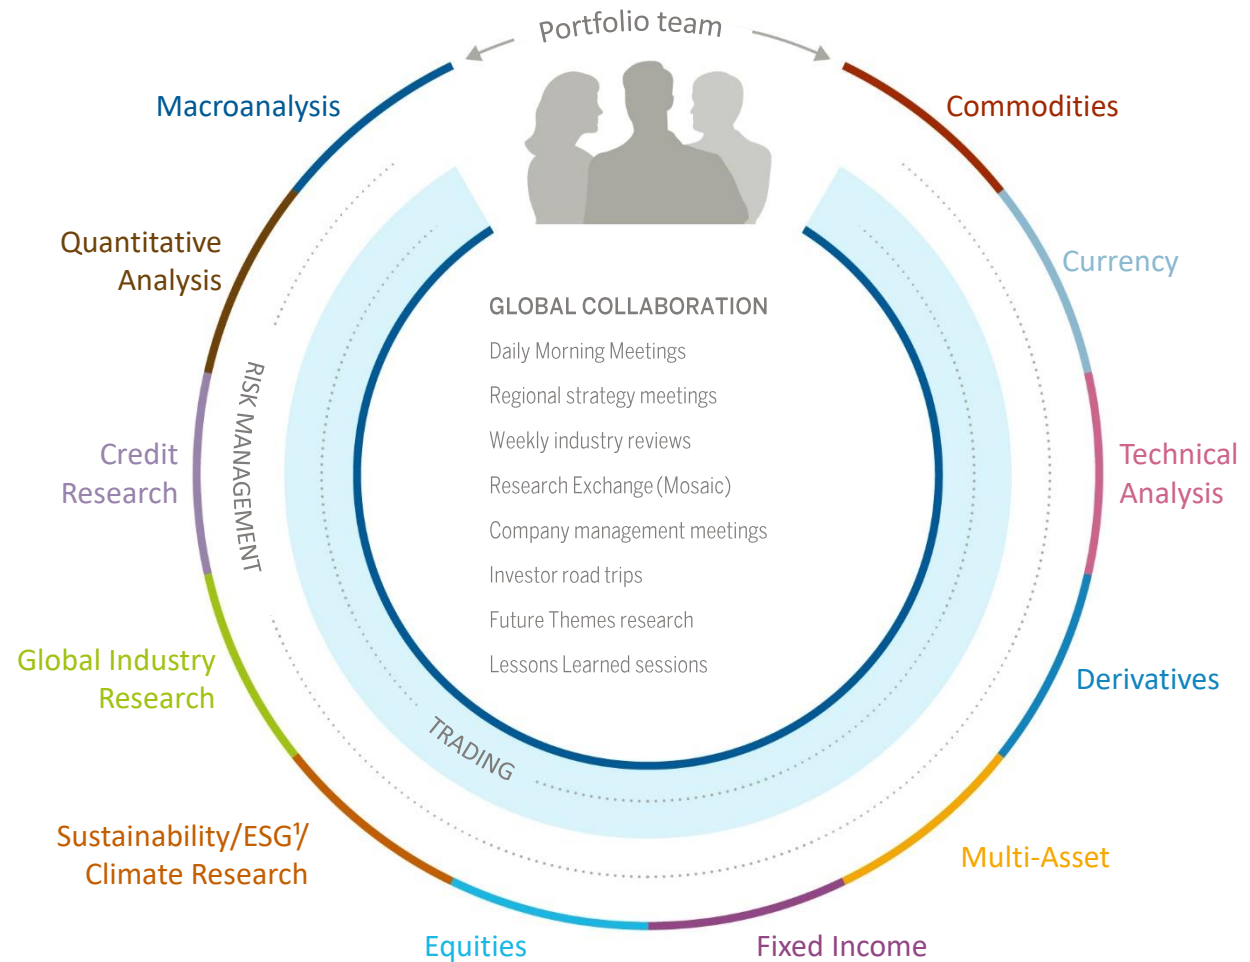 Portfolio team
Macroanalysis
Commodities
Quantitative
Analysis
Currency
GLOBAL COLLABORATION
Daily Morning Meetings
Regional strategy meetings
Weekly industry reviews
Research Exchange (Mosaic)
Company management meetings
Investor road trips
Future Themes research
Lessons Learned sessions
RISK MANAGEMENT
Credit
Research
Technical
Analysis
Global Industry
Research
Derivatives
TRADING
Sustainability/ESG¹/
Climate Research
Multi-Asset
Equities
Fixed Income